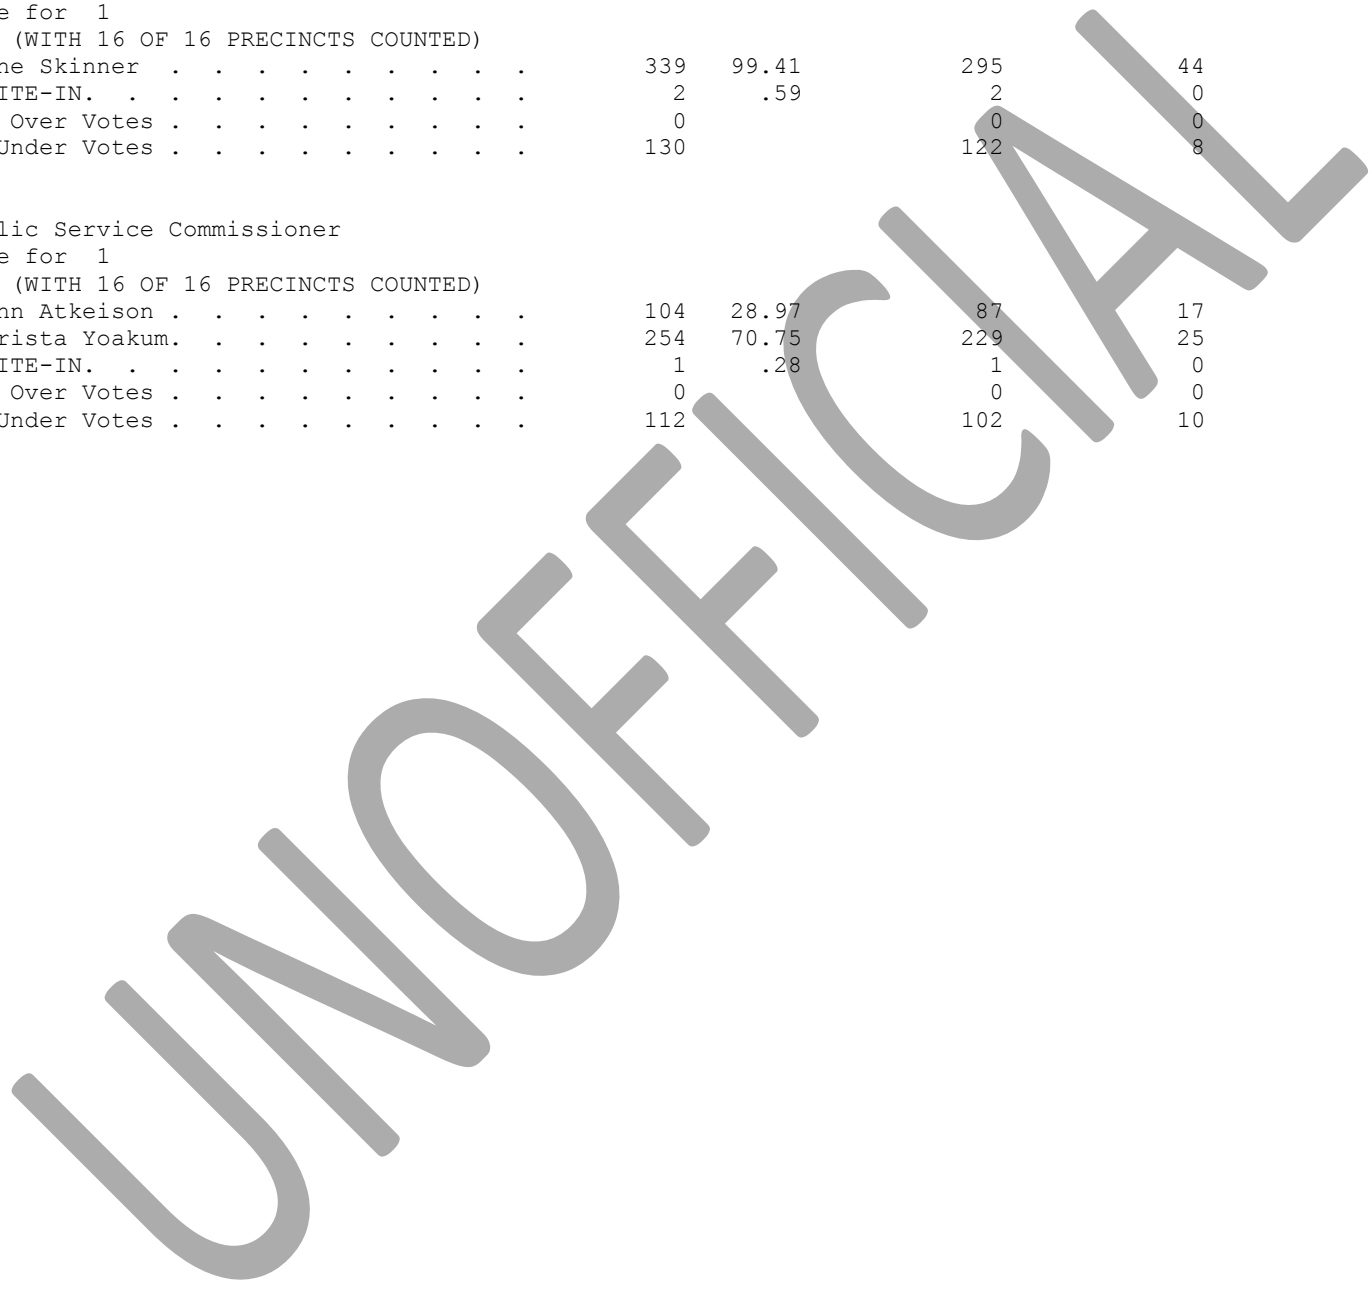 e for 1
(WITH 16 OF 16 PRECINCTS COUNTED)
ne Skinner . . . . . . . . . 339 99.41 295 44
ITE-IN. . . . . . . . . . . 2 .59 2 0
Over Votes . . . . . . . . . 0 0 0
Under Votes . . . . . . . . . 130 122 8
lic Service Commissioner
e for 1
(WITH 16 OF 16 PRECINCTS COUNTED)
nn Atkeison . . . . . . . . . 104 28.97 87 17
rista Yoakum. . . . . . . . . 254 70.75 229 25
ITE-IN. . . . . . . . . . . 1 .28 1 0
Over Votes . . . . . . . . . 0 0 0
Under Votes . . . . . . . . . 112 102 10
UNOFFICIAL